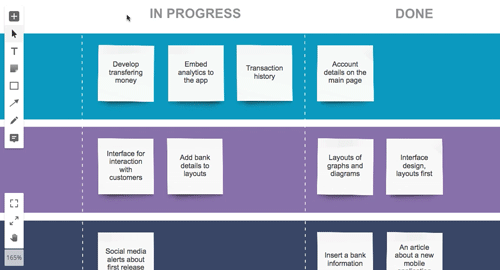 IN PROGRESS
DONE
Develop
transfering
money
Embed
analytics to
the app
Transaction
history
Account
details on the
main page
Interface for
interaction
with
customers
Add bank
details to
layouts
Layouts of
graphs and
diagrams
Interface
design,
layouts first
Social media
alerts about
first release
Insert a bank
information
An article
about a new
mobile
application
T
165%